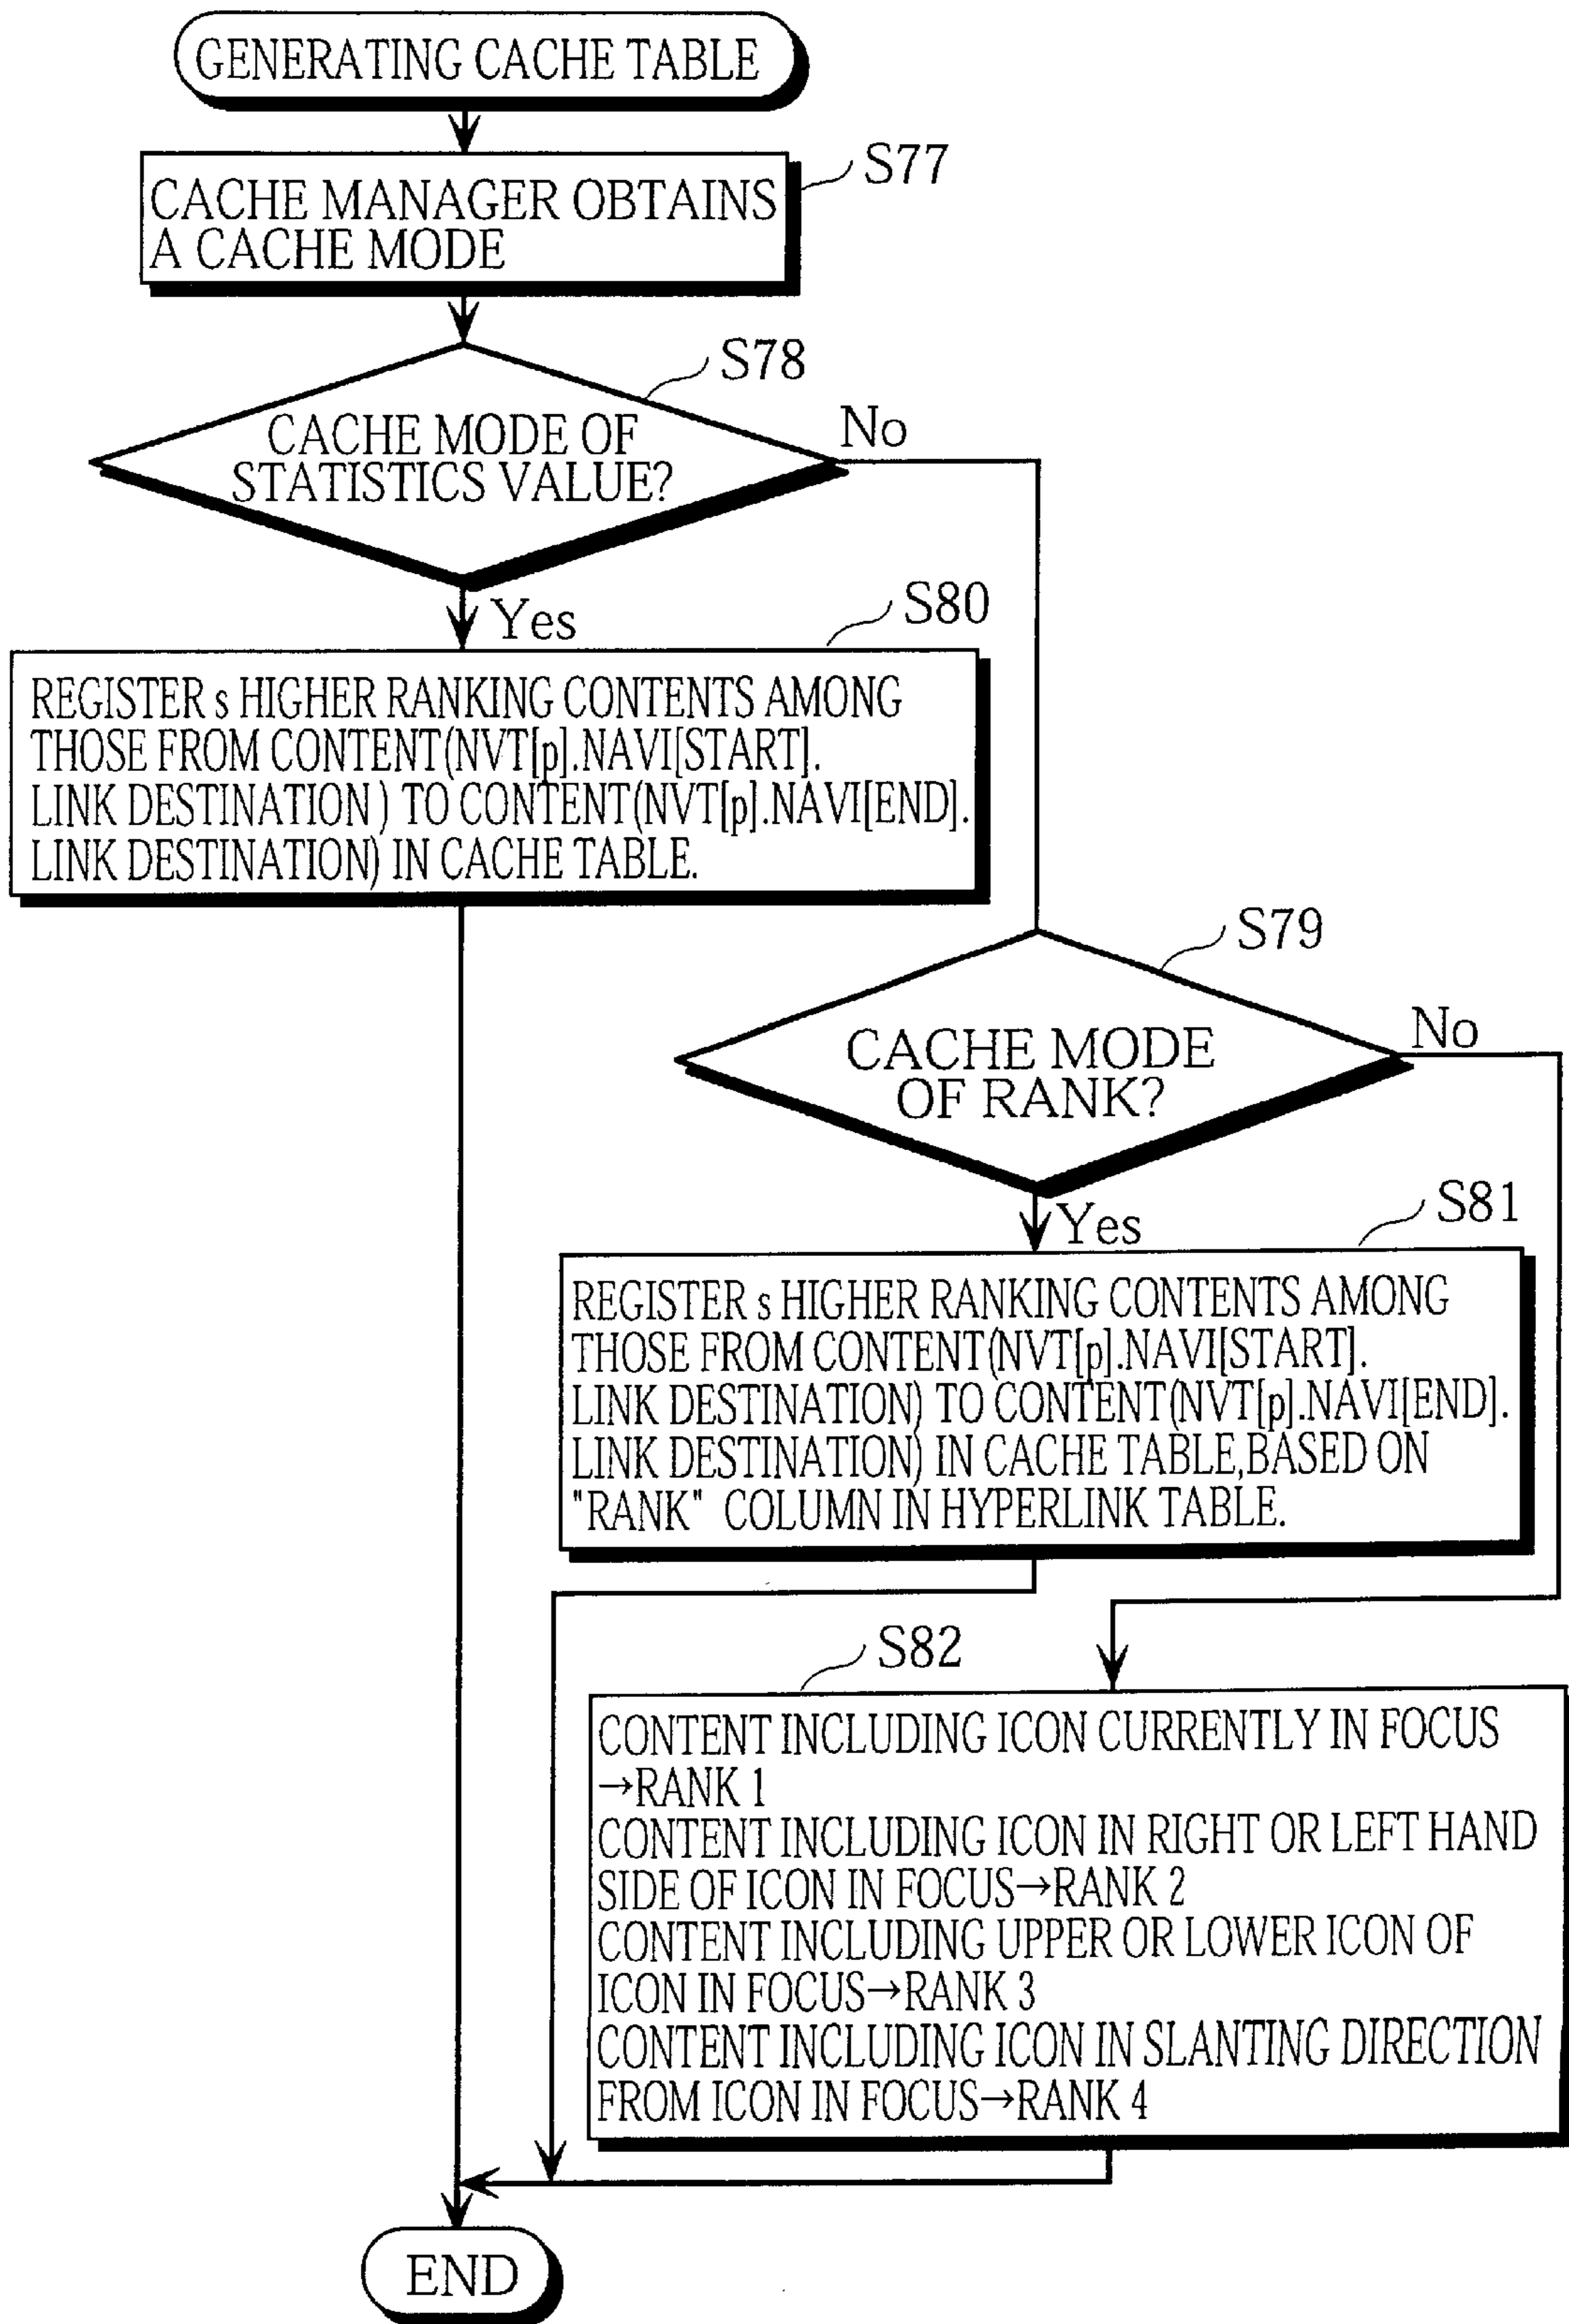 GENERATING CACHE TABLE
S77
CACHE MANAGER OBTAINS
A CACHE MODE
S78
CACHE MODE OF
STATISTICS VALUE?
No
Yes
S80
REGISTER s HIGHER RANKING CONTENTS AMONG
THOSE FROM CONTENT(NVT[p].NAVI[START].
LINK DESTINATION) TO CONTENT(NVT[p].NAVI[END].
LINK DESTINATION) IN CACHE TABLE.
S79
CACHE MODE
OF RANK?
No
Yes
S81
REGISTER s HIGHER RANKING CONTENTS AMONG
THOSE FROM CONTENT(NVT[p].NAVI[START].
LINK DESTINATION) TO CONTENT(NVT[p].NAVI[END].
LINK DESTINATION) IN CACHE TABLE,BASED ON
"RANK" COLUMN IN HYPERLINK TABLE.
S82
CONTENT INCLUDING ICON CURRENTLY IN FOCUS
→RANK 1
CONTENT INCLUDING ICON IN RIGHT OR LEFT HAND
SIDE OF ICON IN FOCUS→RANK 2
CONTENT INCLUDING UPPER OR LOWER ICON OF
ICON IN FOCUS→RANK 3
CONTENT INCLUDING ICON IN SLANTING DIRECTION
FROM ICON IN FOCUS→RANK 4
END